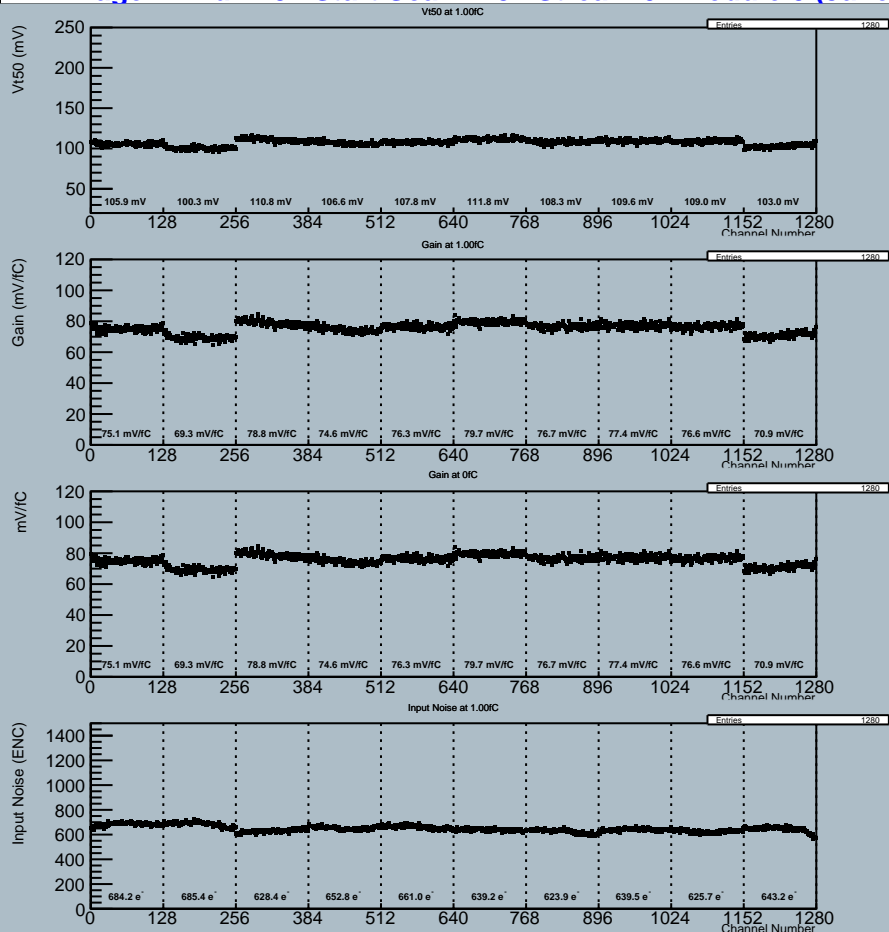 Vt50 at 1.00fC
Entries 1280
Vt50 (mV)
250
200
150
100
50
105.9 mV 100.3 mV 110.8 mV 106.6 mV 107.8 mV 111.8 mV 108.3 mV 109.6 mV 109.0 mV 103.0 mV
0 128 256 384 512 640 768 896 1024 1152 1280
Channel Number
Gain at 1.00fC
Entries 1280
Gain (mV/fC)
120
100
80
60
40
20
0
75.1 mV/fC 69.3 mV/fC 78.8 mV/fC 74.6 mV/fC 76.3 mV/fC 79.7 mV/fC 76.7 mV/fC 77.4 mV/fC 76.6 mV/fC 70.9 mV/fC
0 128 256 384 512 640 768 896 1024 1152 1280
Channel Number
Gain at 0fC
Entries 1280
mV/fC
120
100
80
60
40
20
0
75.1 mV/fC 69.3 mV/fC 78.8 mV/fC 74.6 mV/fC 76.3 mV/fC 79.7 mV/fC 76.7 mV/fC 77.4 mV/fC 76.6 mV/fC 70.9 mV/fC
0 128 256 384 512 640 768 896 1024 1152 1280
Channel Number
Input Noise at 1.00fC
Entries 1280
Input Noise (ENC)
1400
1200
1000
800
600
400
200
0
684.2 e⁻ 685.4 e⁻ 628.4 e⁻ 652.8 e⁻ 661.0 e⁻ 639.2 e⁻ 623.9 e⁻ 639.5 e⁻ 625.7 e⁻ 643.2 e⁻
0 128 256 384 512 640 768 896 1024 1152 1280
Channel Number